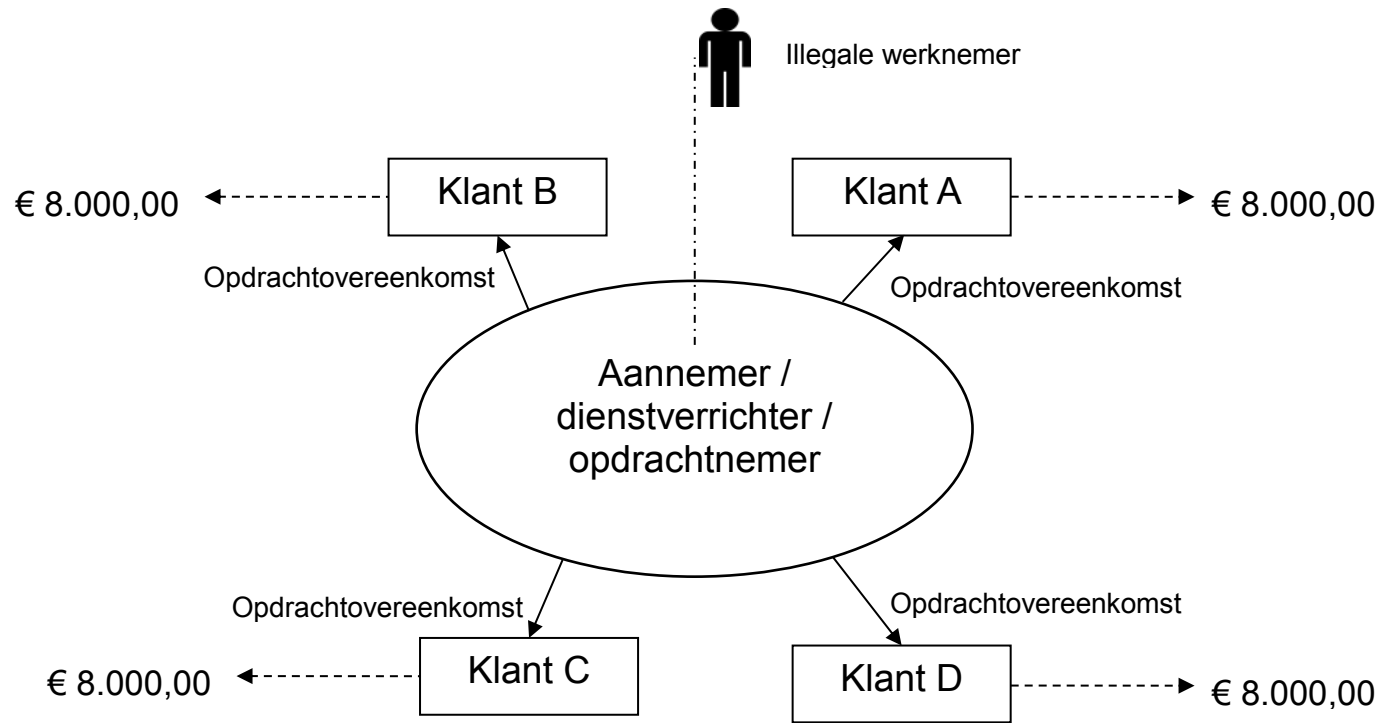 Illegale werknemer
€ 8.000,00
Klant B
Klant A
€ 8.000,00
Opdrachtovereenkomst
Opdrachtovereenkomst
Aannemer /
dienstverrichter /
opdrachtnemer
Opdrachtovereenkomst
Opdrachtovereenkomst
€ 8.000,00
Klant C
Klant D
€ 8.000,00